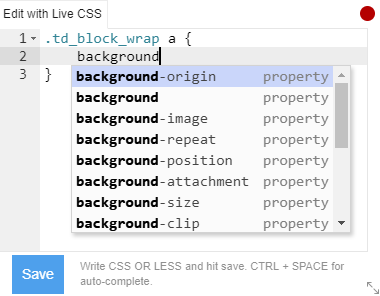 Edit with Live CSS
1 .td_block_wrap a {
2 background
3 }
background-origin property
background property
background-image property
background-repeat property
background-position property
background-attachment property
background-size property
background-clip property
Save
Write CSS OR LESS and hit save. CTRL + SPACE for
auto-complete.